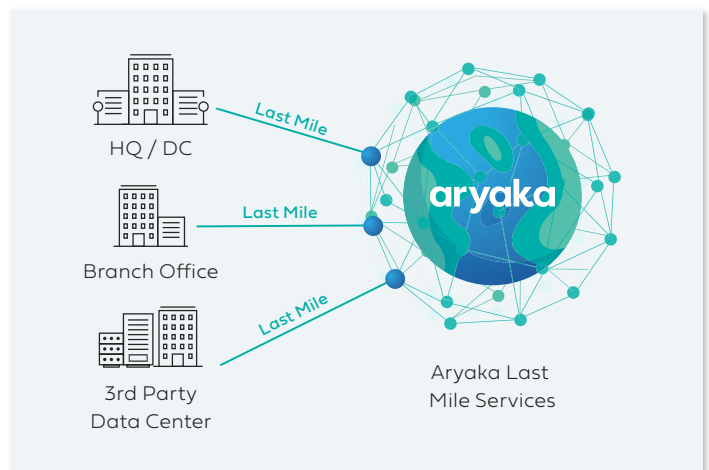 HQ / DC
Last Mile
Branch Office
Last Mile
3rd Party
Data Center
Last Mile
aryaka
Aryaka Last
Mile Services